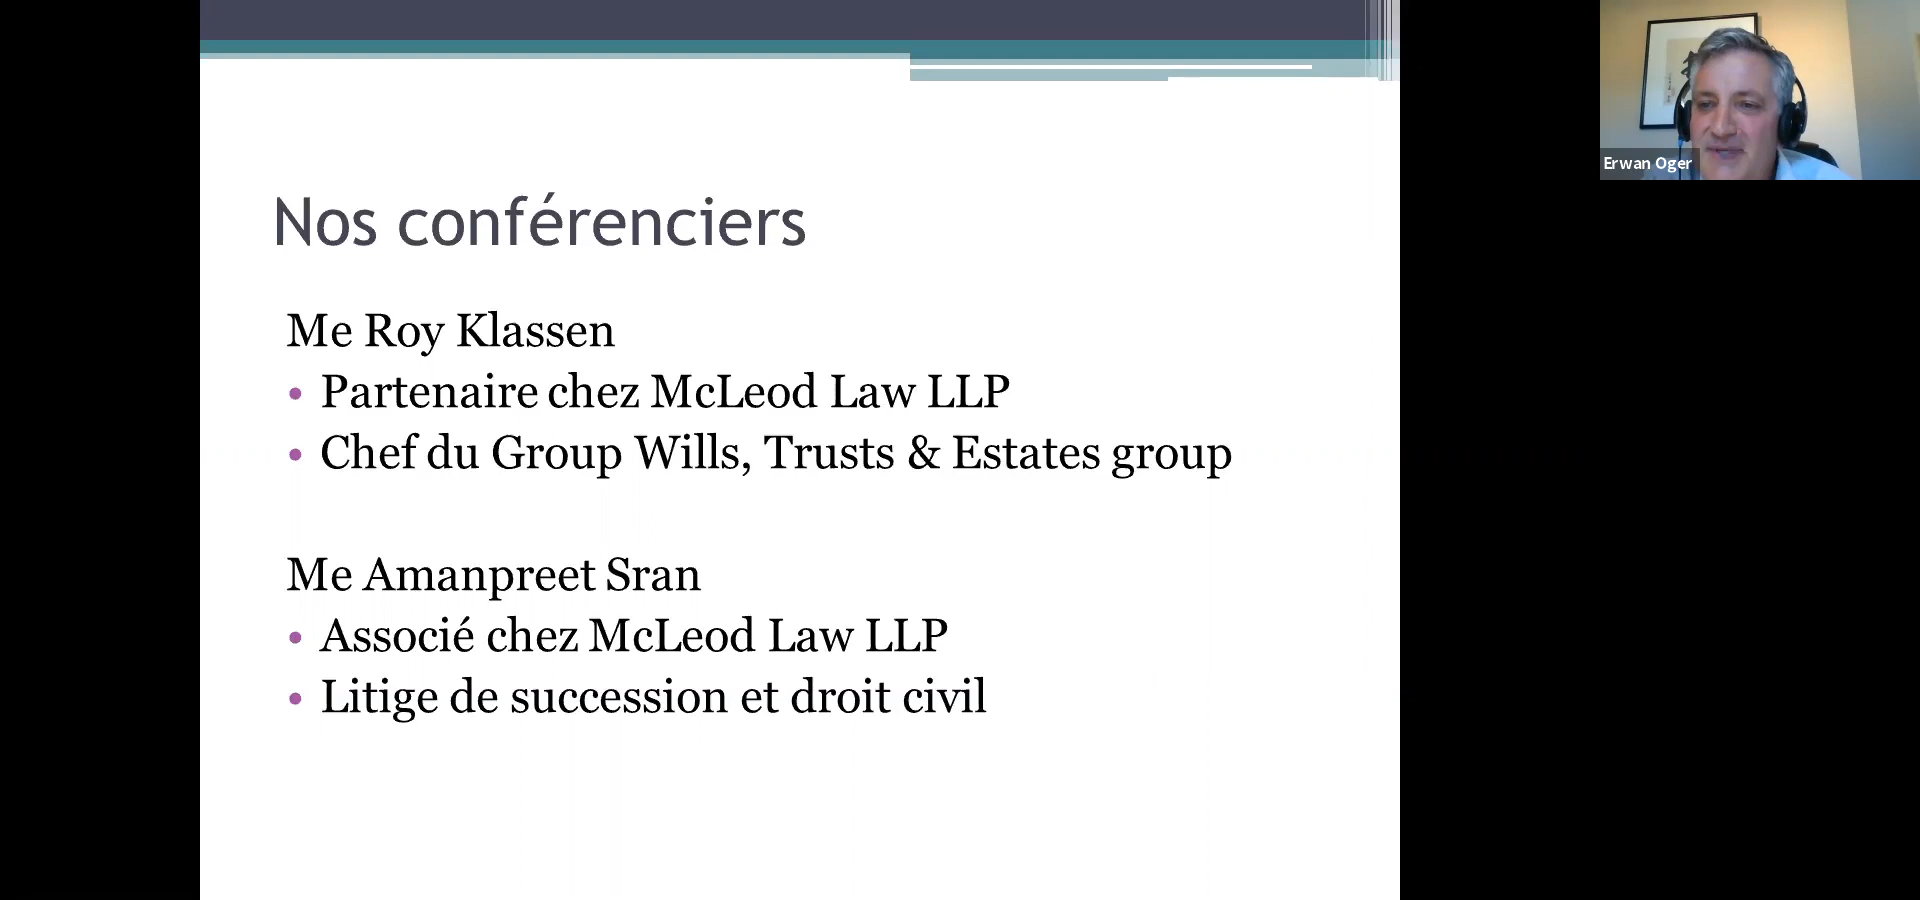 Nos conférenciers
Me Roy Klassen
• Partenaire chez McLeod Law LLP
• Chef du Group Wills, Trusts & Estates group
Me Amanpreet Sran
• Associé chez McLeod Law LLP
• Litige de succession et droit civil
Erwan Oger